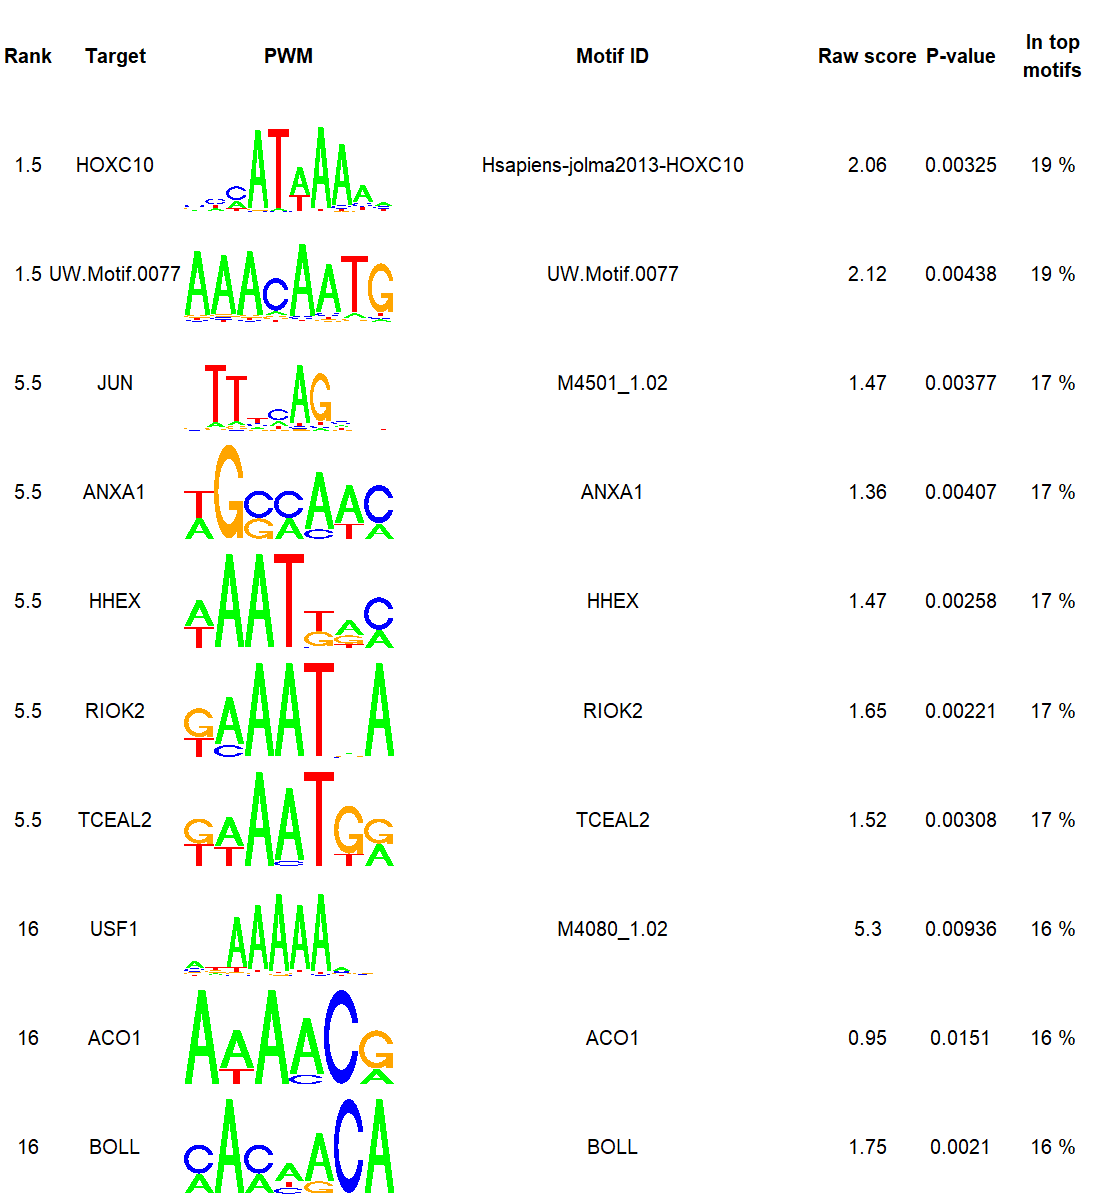 Rank Target PWM Motif ID Raw score P-value In top motifs
1.5 HOXC10 Hsapiens-jolma2013-HOXC10 2.06 0.00325 19 %
1.5 UW.Motif.0077 AAACAATG UW.Motif.0077 2.12 0.00438 19 %
5.5 JUN M4501_1.02 1.47 0.00377 17 %
5.5 ANXA1 ANXA1 1.36 0.00407 17 %
5.5 HHEX HHEX 1.47 0.00258 17 %
5.5 RIOK2 RIOK2 1.65 0.00221 17 %
5.5 TCEAL2 TCEAL2 1.52 0.00308 17 %
16 USF1 M4080_1.02 5.3 0.00936 16 %
16 ACO1 ACO1 0.95 0.0151 16 %
16 BOLL BOLL 1.75 0.0021 16 %